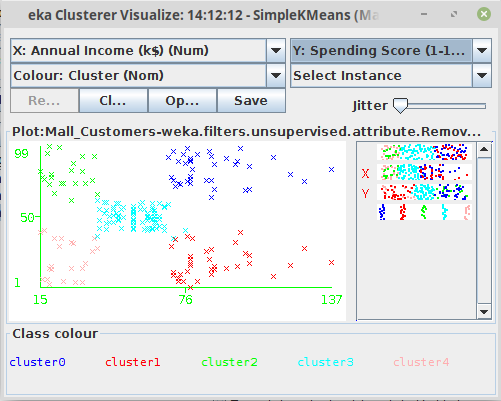 eka Clusterer Visualize: 14:12:12 - SimpleKMeans (Ma
X: Annual Income (k$) (Num)
Y: Spending Score (1-1...
Colour: Cluster (Nom)
Select Instance
Re...
Cl...
Op...
Save
Jitter
Plot:Mall_Customers-weka.filters.unsupervised.attribute.Remov...
99
50
1
15
76
137
X
Y
Class colour
cluster0
cluster1
cluster2
cluster3
cluster4